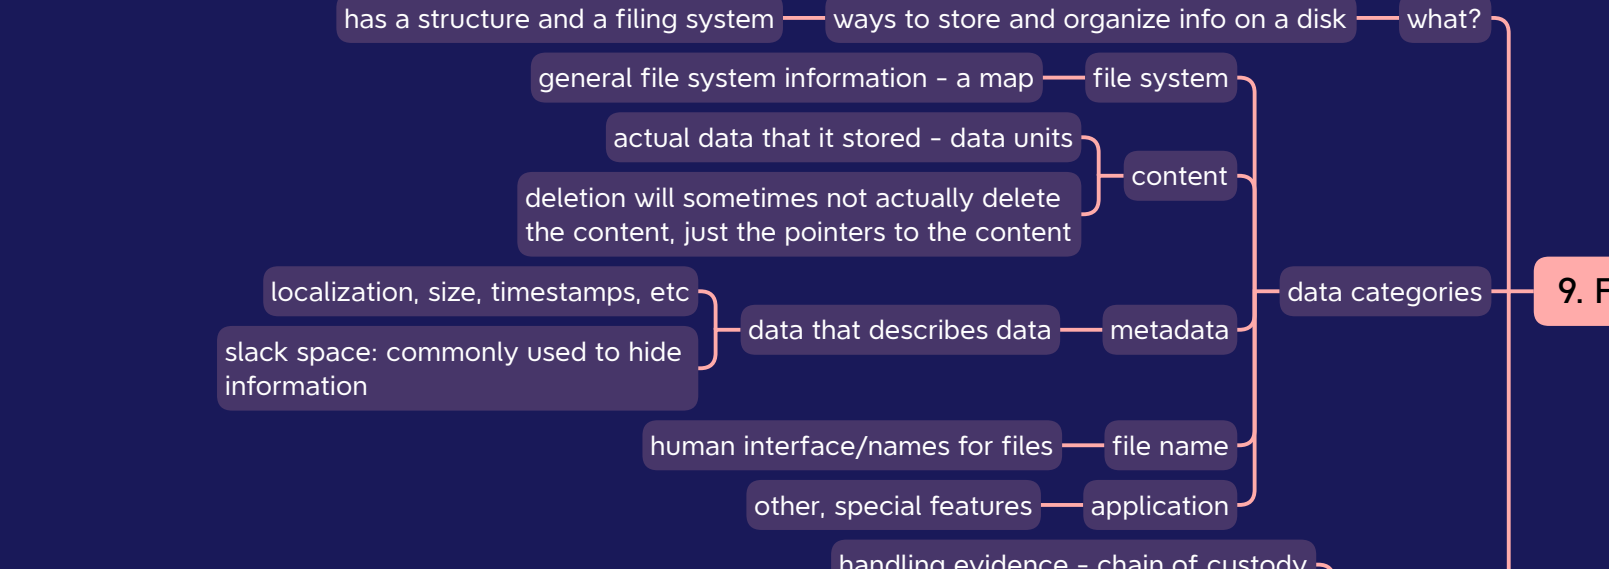 has a structure and a filing system
ways to store and organize info on a disk
what?
general file system information - a map
file system
actual data that it stored - data units
deletion will sometimes not actually delete
the content, just the pointers to the content
content
localization, size, timestamps, etc
slack space: commonly used to hide
information
data that describes data
metadata
human interface/names for files
file name
other, special features
application
data categories
9. F
handling evidence - chain of custody